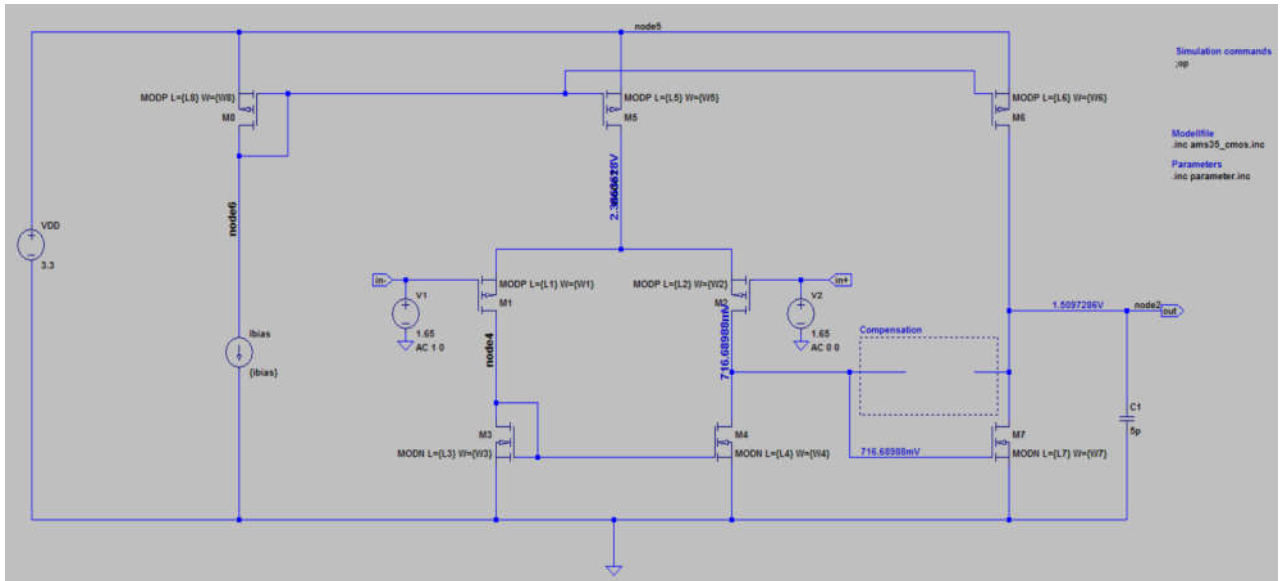 node5
Simulation commands
;op
MODP L={L8} W={W8}
M8
MODP L={L5} W={W5}
M5
MODP L={L6} W={W6}
M6
Modellfile
.inc ams35_cmos.inc
Parameters
.inc parameter.inc
node6
VDD
3.3
in-
MODP L={L1} W={W1}
M1
V1
1.65
AC 1 0
MODP L={L2} W={W2}
M2
in+
V2
1.65
AC 0 0
1.5097286V
node2
out
Ibias
{ibias}
node4
716.68988mV
Compensation
C1
5p
M3
MODN L={L3} W={W3}
M4
MODN L={L4} W={W4}
716.68988mV
M7
MODN L={L7} W={W7}